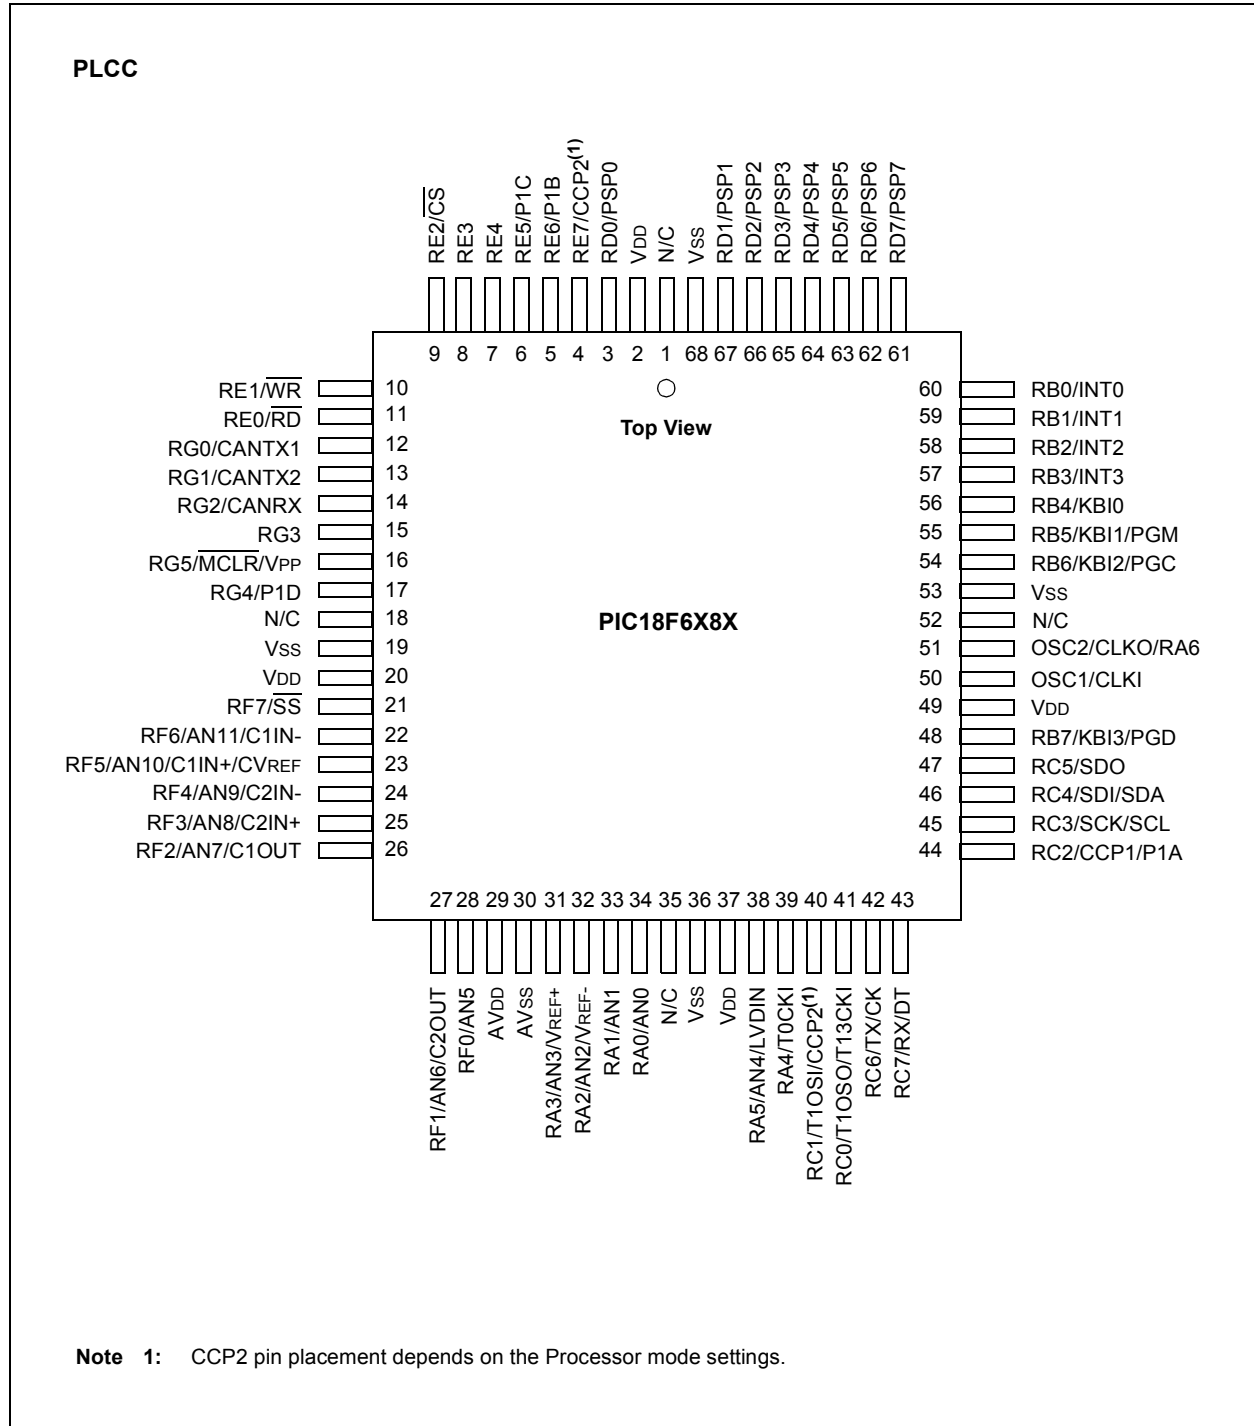 PLCC
RE2/CS
RE3
RE4
RE5/P1C
RE6/P1B
RE7/CCP2(1)
RD0/PSP0
VDD
N/C
VSS
RD1/PSP1
RD2/PSP2
RD3/PSP3
RD4/PSP4
RD5/PSP5
RD6/PSP6
RD7/PSP7
9 8 7 6 5 4 3 2 1 68 67 66 65 64 63 62 61
RE1/WR 10
RE0/RD 11
RG0/CANTX1 12
RG1/CANTX2 13
RG2/CANRX 14
RG3 15
RG5/MCLR/VPP 16
RG4/P1D 17
N/C 18
VSS 19
VDD 20
RF7/SS 21
RF6/AN11/C1IN- 22
RF5/AN10/C1IN+/CVREF 23
RF4/AN9/C2IN- 24
RF3/AN8/C2IN+ 25
RF2/AN7/C1OUT 26
Top View
PIC18F6X8X
60 RB0/INT0
59 RB1/INT1
58 RB2/INT2
57 RB3/INT3
56 RB4/KBI0
55 RB5/KBI1/PGM
54 RB6/KBI2/PGC
53 VSS
52 N/C
51 OSC2/CLKO/RA6
50 OSC1/CLKI
49 VDD
48 RB7/KBI3/PGD
47 RC5/SDO
46 RC4/SDI/SDA
45 RC3/SCK/SCL
44 RC2/CCP1/P1A
27 28 29 30 31 32 33 34 35 36 37 38 39 40 41 42 43
RF1/AN6/C2OUT
RF0/AN5
AVDD
AVSS
RA3/AN3/VREF+
RA2/AN2/VREF-
RA1/AN1
RA0/AN0
N/C
VSS
VDD
RA5/AN4/LVDIN
RA4/T0CKI
RC1/T1OSI/CCP2(1)
RC0/T1OSO/T13CKI
RC6/TX/CK
RC7/RX/DT
Note 1: CCP2 pin placement depends on the Processor mode settings.